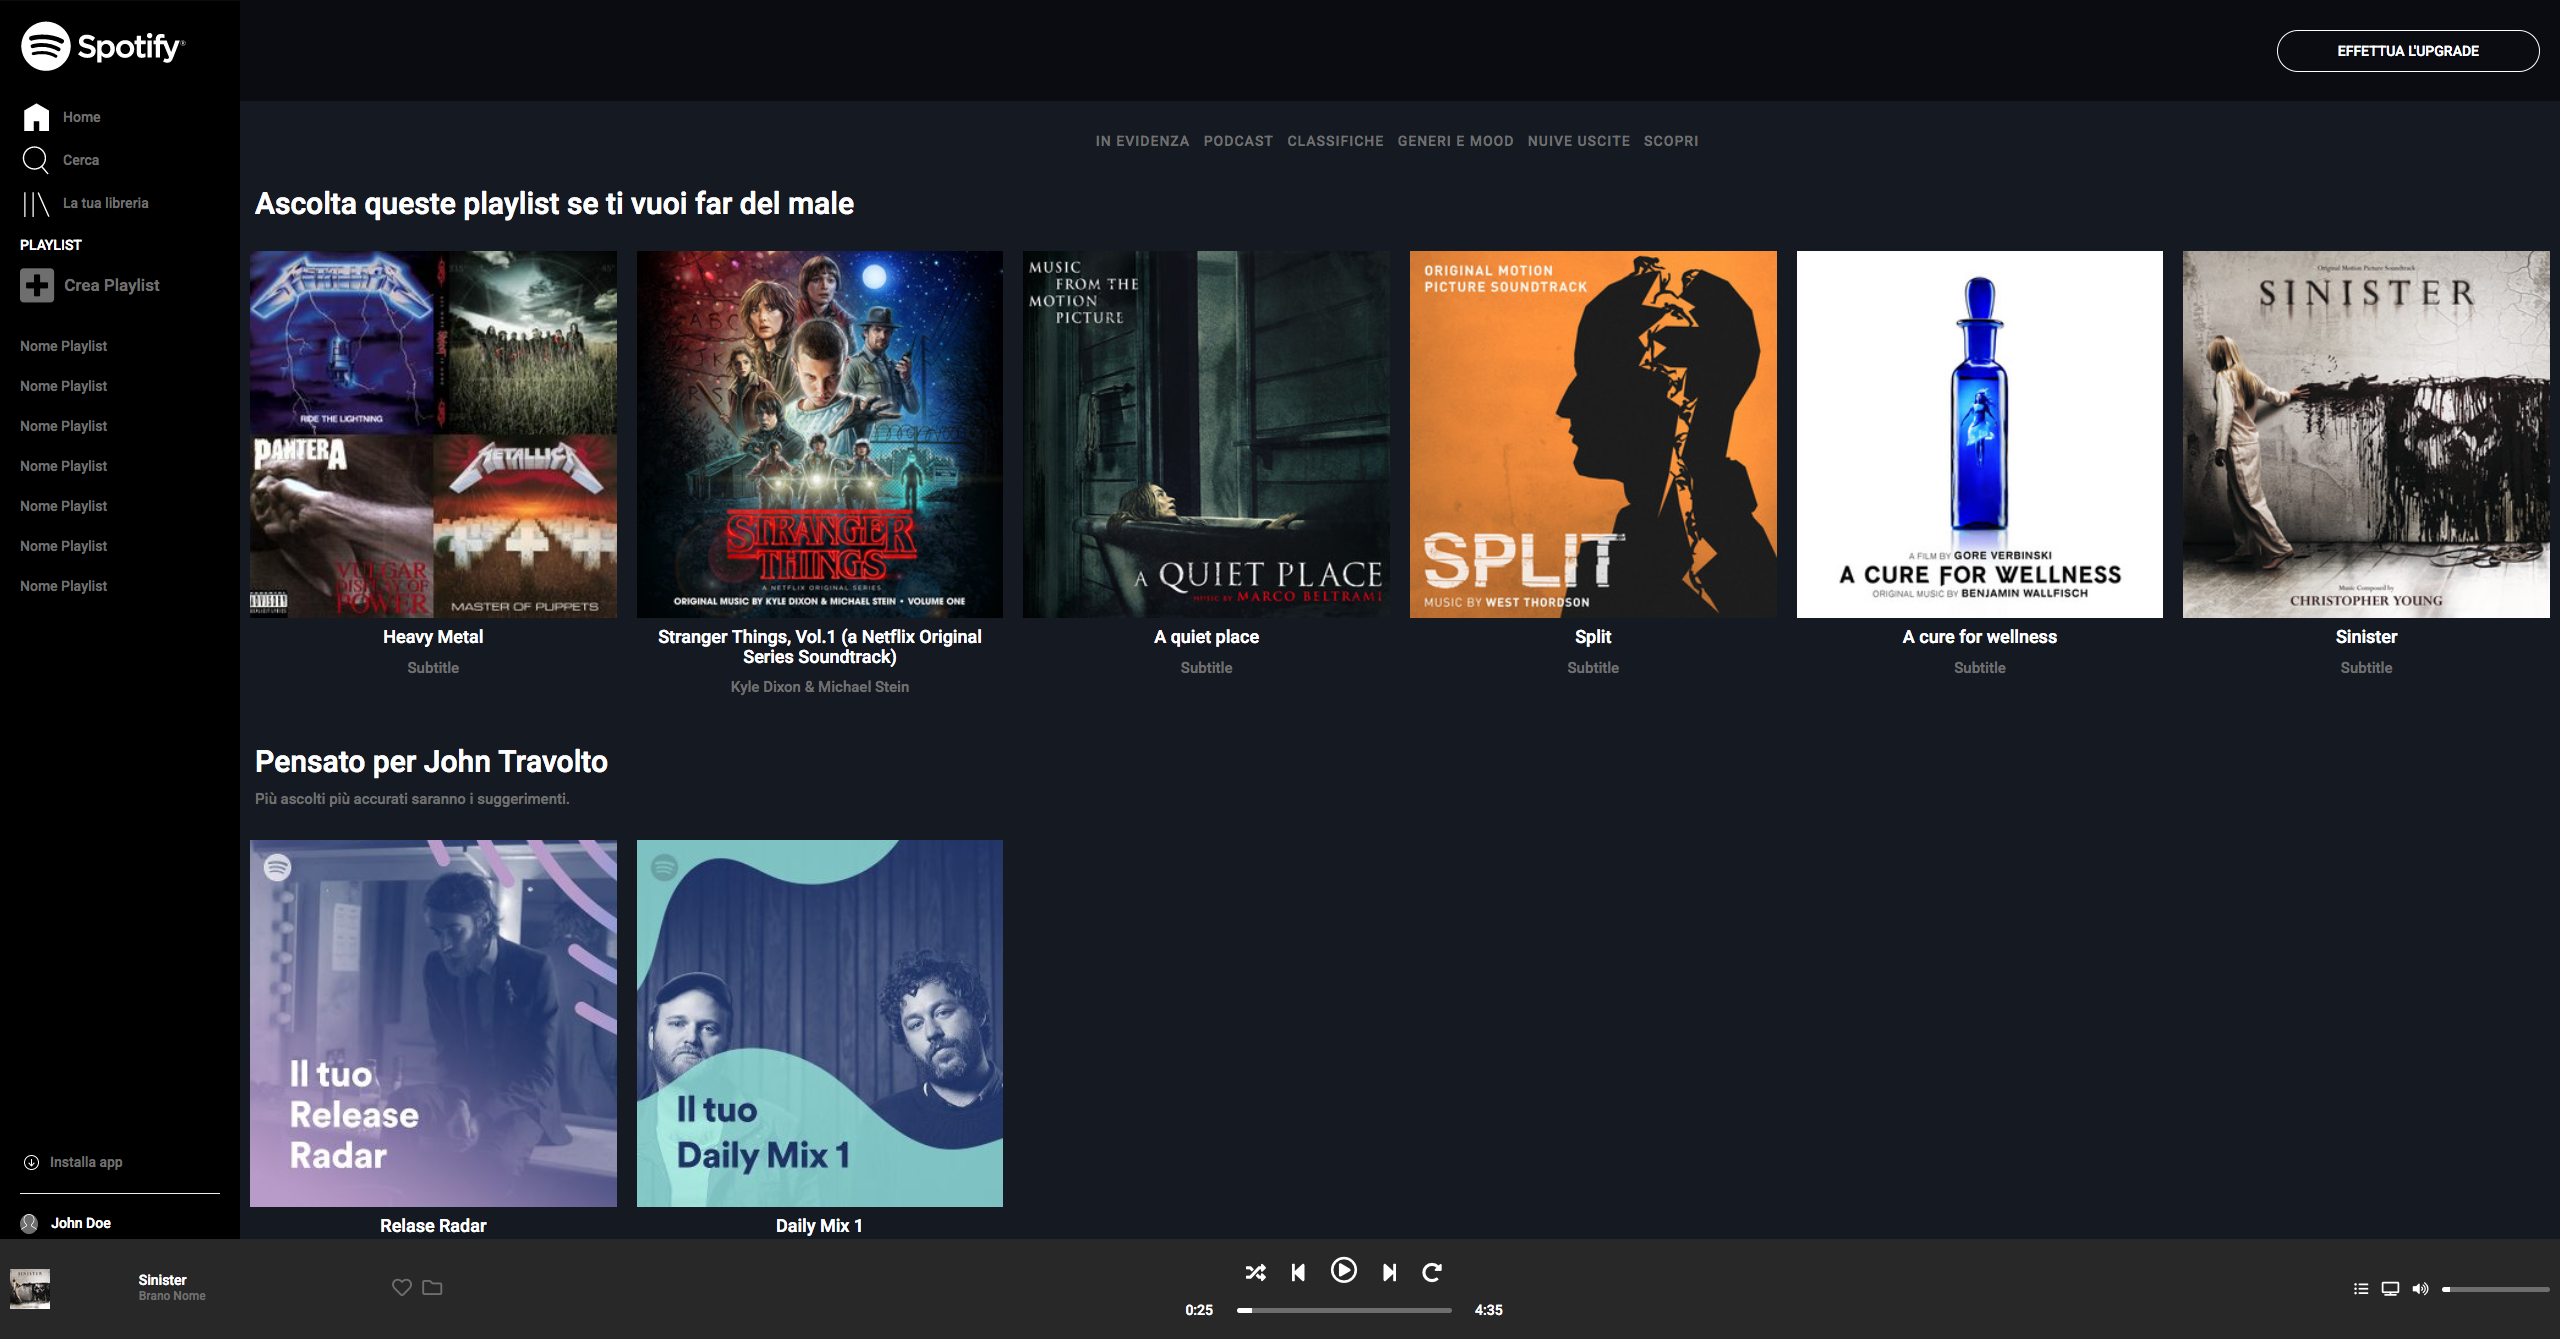 Spotify®
EFFETTUA L'UPGRADE
Home
Cerca
La tua libreria
PLAYLIST
Crea Playlist
Nome Playlist
Nome Playlist
Nome Playlist
Nome Playlist
Nome Playlist
Nome Playlist
Nome Playlist
Installa app
John Doe
IN EVIDENZA PODCAST CLASSIFICHE GENERI E MOOD NUIVE USCITE SCOPRI
Ascolta queste playlist se ti vuoi far del male
METALLICA
RIDE THE LIGHTNING
PANTERA
VULGAR
DISPLAY OF
POWER
METALLICA
MASTER OF PUPPETS
Heavy Metal
Subtitle
STRANGER
THINGS
A NETFLIX ORIGINAL SERIES
ORIGINAL MUSIC BY KYLE DIXON & MICHAEL STEIN • VOLUME ONE
Stranger Things, Vol.1 (a Netflix Original
Series Soundtrack)
Kyle Dixon & Michael Stein
MUSIC
FROM THE
MOTION
PICTURE
A QUIET PLACE
MUSIC BY MARCO BELTRAMI
A quiet place
Subtitle
ORIGINAL MOTION
PICTURE SOUNDTRACK
SPLIT
MUSIC BY WEST THORDSON
Split
Subtitle
A FILM BY GORE VERBINSKI
A CURE FOR WELLNESS
ORIGINAL MUSIC BY BENJAMIN WALLFISCH
A cure for wellness
Subtitle
Original Motion Picture Soundtrack
SINISTER
Music Composed by
CHRISTOPHER YOUNG
Sinister
Subtitle
Pensato per John Travolto
Più ascolti più accurati saranno i suggerimenti.
Il tuo
Release
Radar
Relase Radar
Il tuo
Daily Mix 1
Daily Mix 1
Sinister
Brano Nome
0:25
4:35